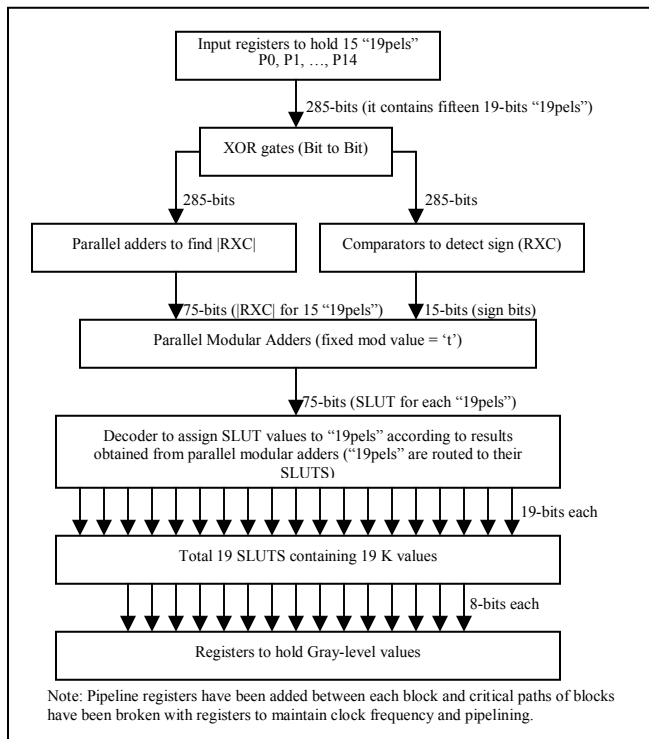 Input registers to hold 15 “19pels”
P0, P1, …, P14
285-bits (it contains fifteen 19-bits “19pels”)
XOR gates (Bit to Bit)
285-bits
285-bits
Parallel adders to find |RXC|
Comparators to detect sign (RXC)
75-bits (|RXC| for 15 “19pels”)
15-bits (sign bits)
Parallel Modular Adders (fixed mod value = ‘t’)
75-bits (SLUT for each “19pels”)
Decoder to assign SLUT values to “19pels” according to results
obtained from parallel modular adders (“19pels” are routed to their
SLUTS)
19-bits each
Total 19 SLUTS containing 19 K values
8-bits each
Registers to hold Gray-level values
Note: Pipeline registers have been added between each block and critical paths of blocks
have been broken with registers to maintain clock frequency and pipelining.